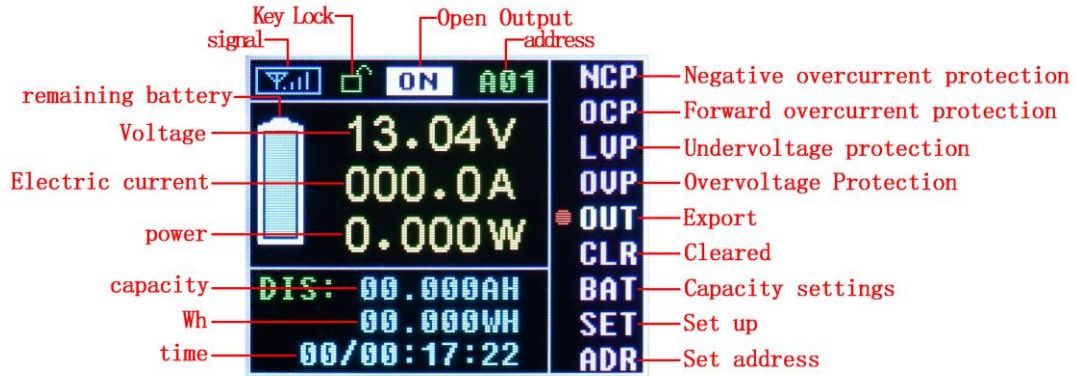 Key Lock
Open Output
signal
address
ON A01 NCP Negative overcurrent protection
remaining battery
OCP Forward overcurrent protection
Voltage 13.04V
LVP Undervoltage protection
Electric current 000.0A
OVP Overvoltage Protection
OUT Export
power 0.000W
CLR Cleared
capacity DIS: 00.000AH
BAT Capacity settings
Wh 00.000WH
SET Set up
time 00/00:17:22
ADR Set address